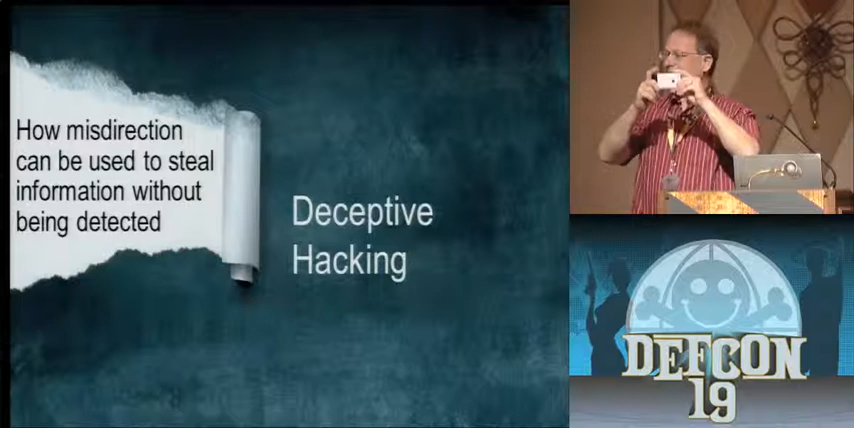 How misdirection
can be used to steal
information without
being detected
Deceptive
Hacking
DEFCON
19